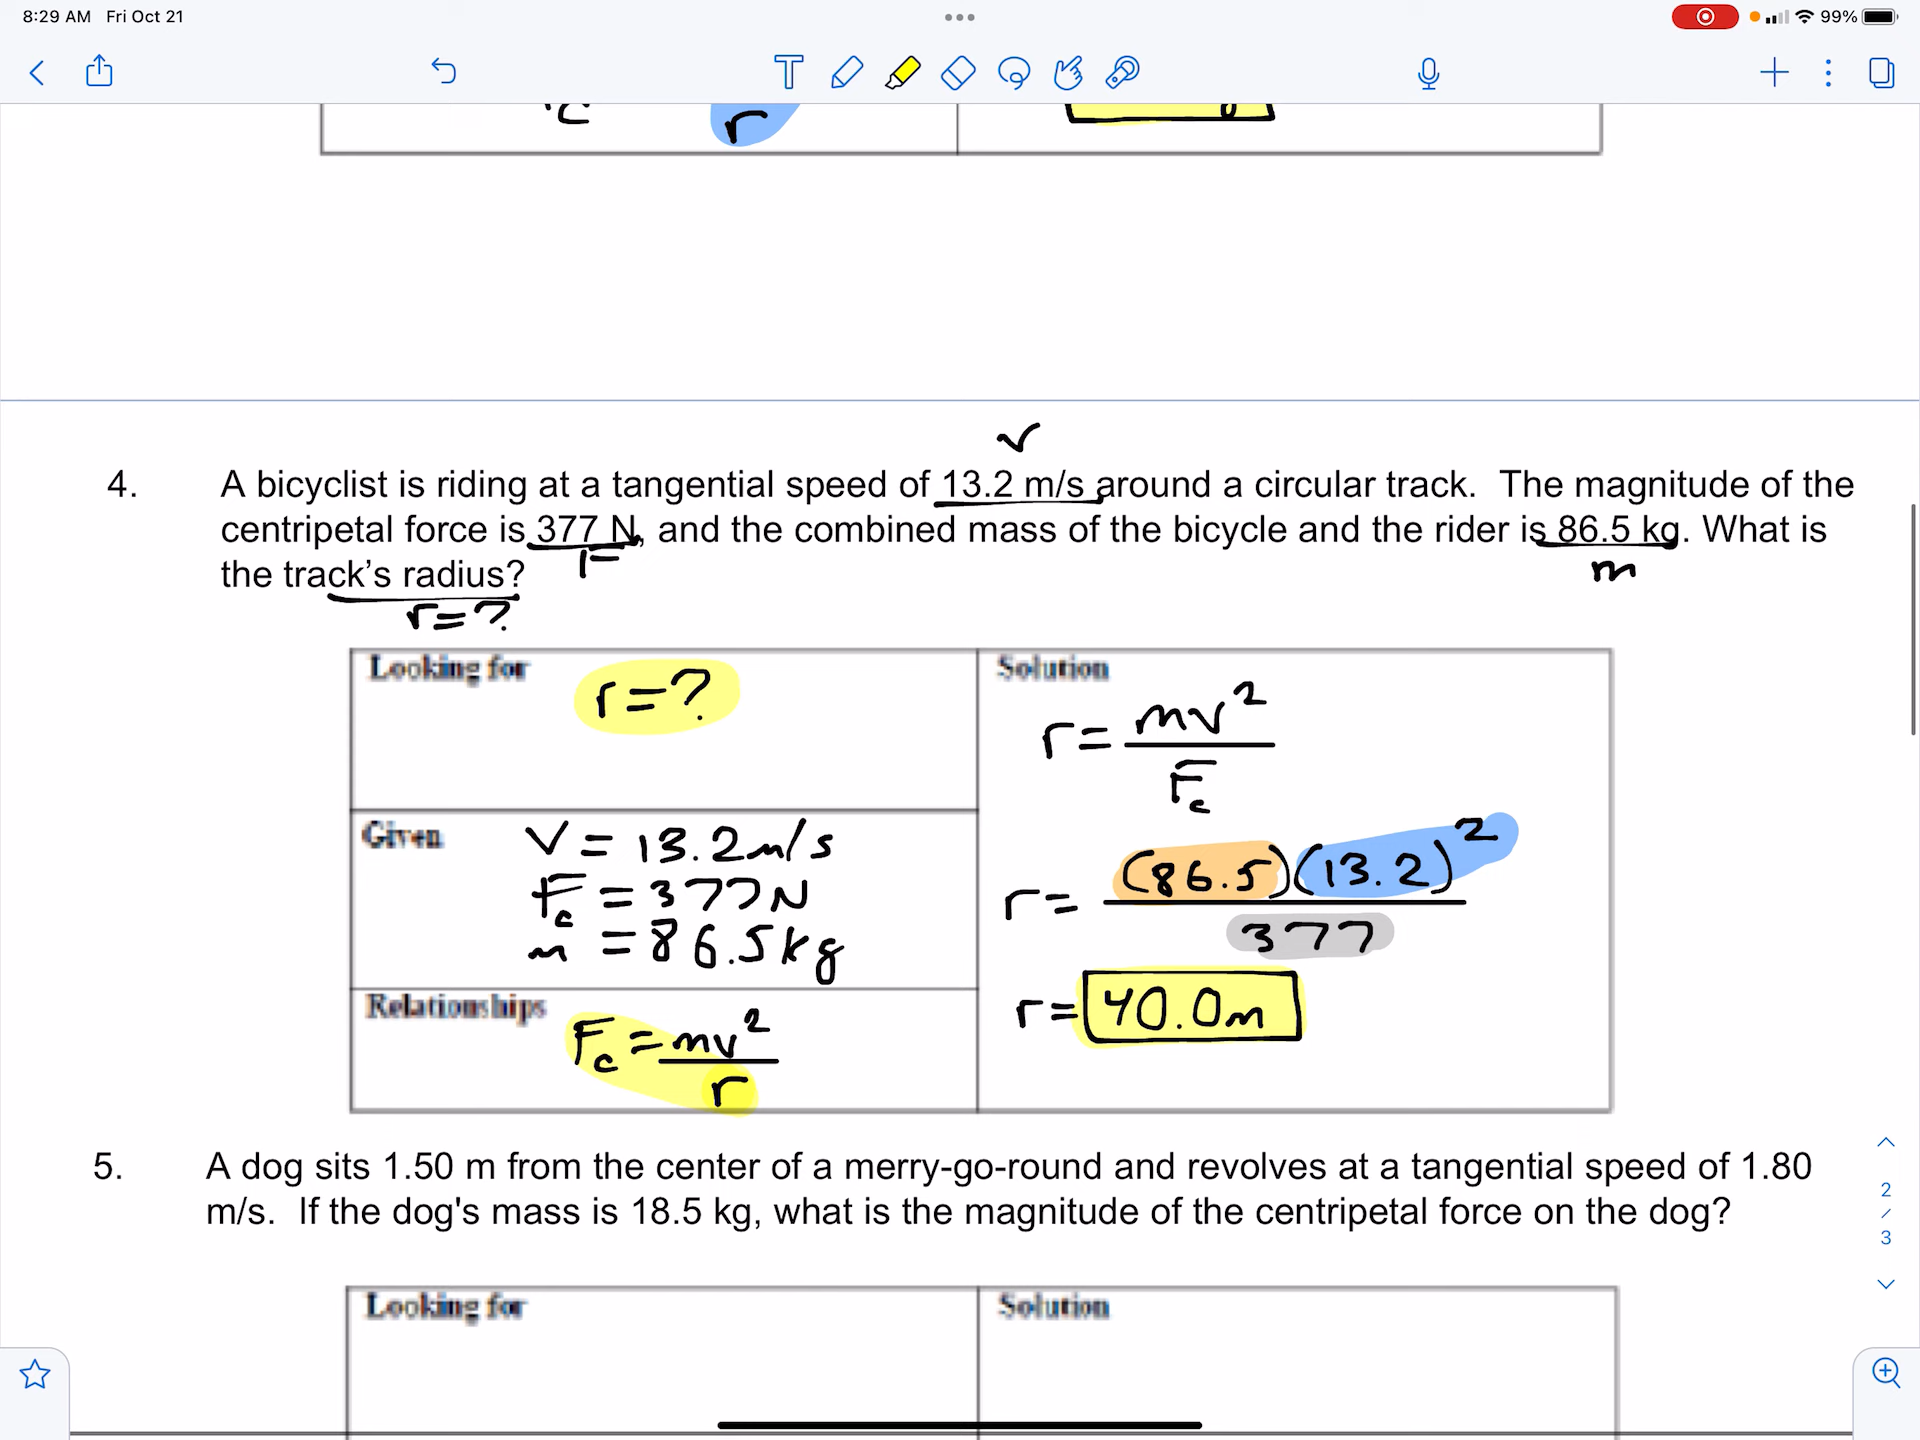 8:29 AM Fri Oct 21
99%
T
r
v
4. A bicyclist is riding at a tangential speed of 13.2 m/s around a circular track. The magnitude of the
centripetal force is 377 N, and the combined mass of the bicycle and the rider is 86.5 kg. What is
F
m
the track's radius?
r=?
Looking for
r=?
Given
V = 13.2m/s
Fc = 377N
m = 86.5kg
Relationships
Fc = mv²
r
Solution
r= mv²
Fc
r= (86.5)(13.2)²
377
r= 40.0m
5. A dog sits 1.50 m from the center of a merry-go-round and revolves at a tangential speed of 1.80
m/s. If the dog's mass is 18.5 kg, what is the magnitude of the centripetal force on the dog?
2
/
3
Looking for
Solution